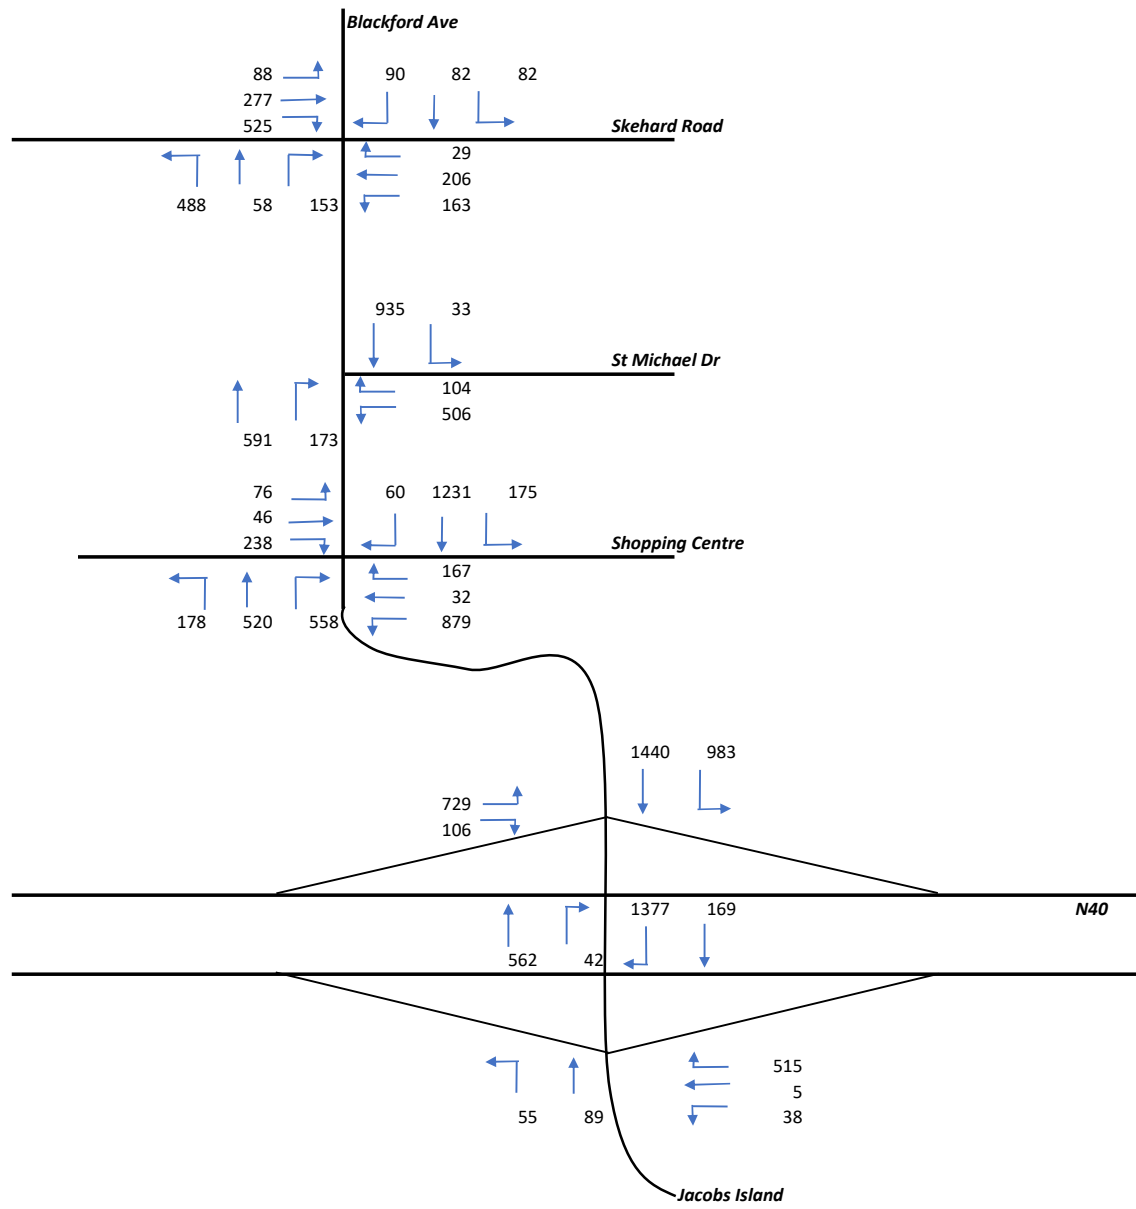 Blackford Ave
88 90 82 82
277
525 Skehard Road
29
206
488 58 153 163
935 33
St Michael Dr
104
506
591 173
76 60 1231 175
46
238 Shopping Centre
167
32
178 520 558 879
1440 983
729
106
1377 169 N40
562 42
515
5
55 89 38
Jacobs Island